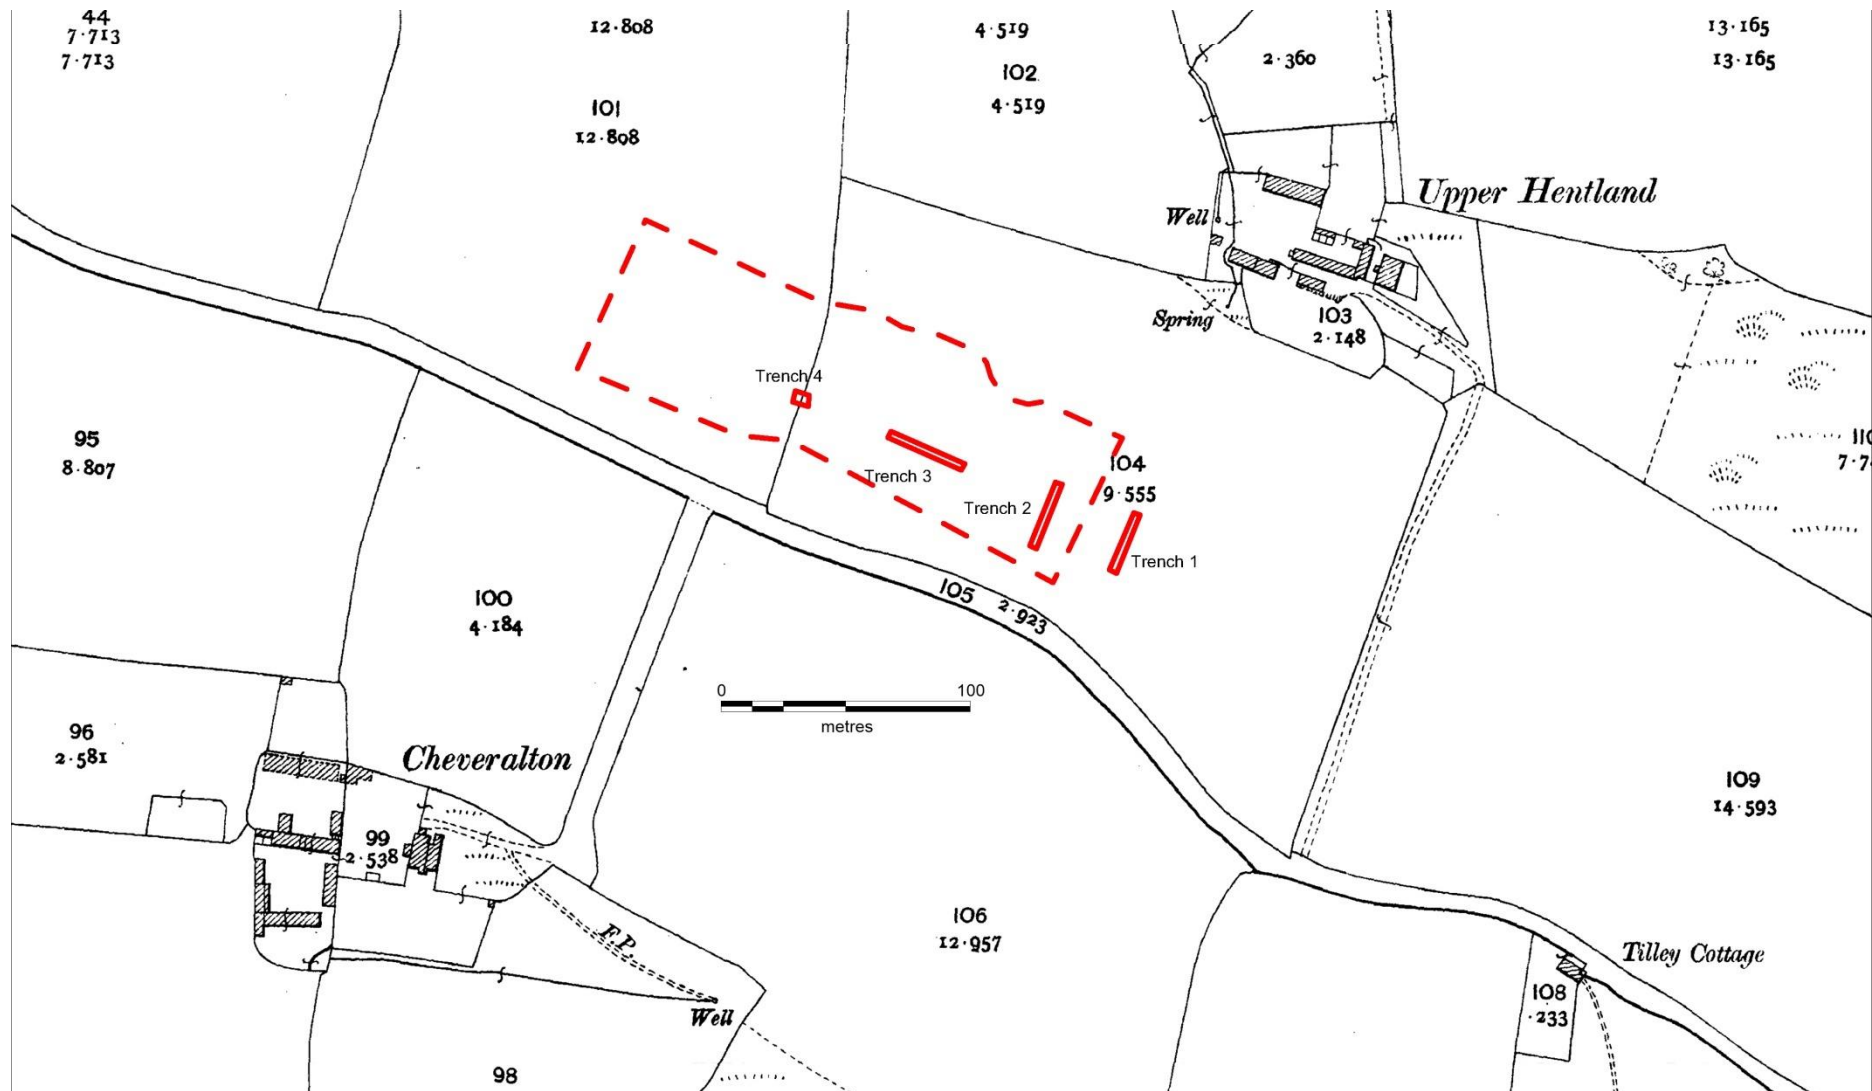 44
7·713
7·713
12·808
101
12·808
4·519
102
4·519
2·360
13·165
13·165
Upper Hentland
Well
Spring
103
2·148
Trench 4
Trench 3
Trench 2
Trench 1
104
9·555
95
8·807
100
4·184
105 2·923
0 100
metres
96
2·581
Cheveralton
99
2·538
F.P.
Well
98
106
12·957
109
14·593
Tilley Cottage
108
·233